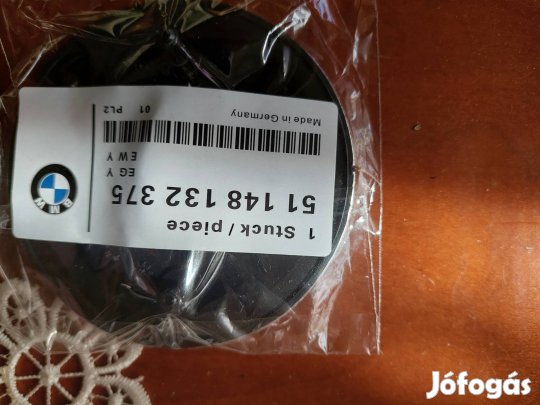 1 Stuck / piece
51 148 132 375
EG Y
EW Y
01 PL2
Made in Germany
BMW
Jófogás